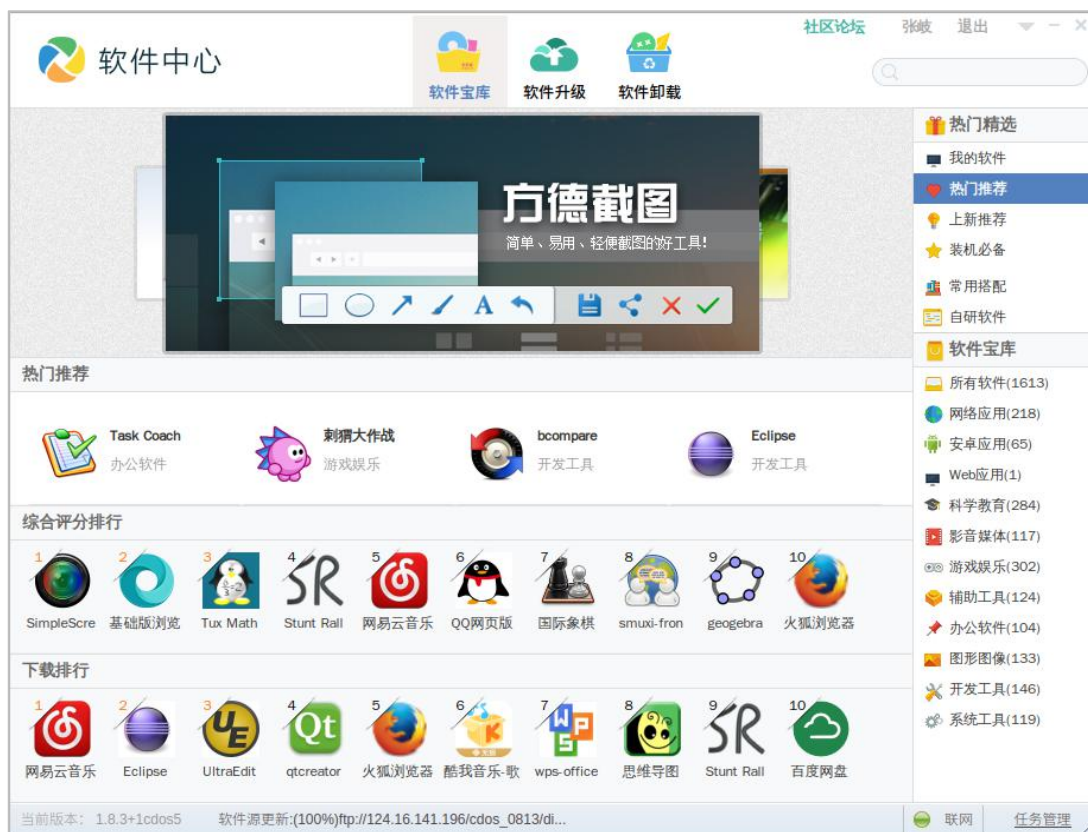 社区论坛 张岐 退出
软件中心
软件宝库 软件升级 软件卸载
方德截图
简单、易用、轻便截图的好工具!
A
热门推荐
Task Coach
办公软件
刺猬大作战
游戏娱乐
bcompare
开发工具
Eclipse
开发工具
综合评分排行
1 2 3 4 5 6 7 8 9 10
SimpleScre 基础版浏览 Tux Math Stunt Rall 网易云音乐 QQ网页版 国际象棋 smuxi-fron geogebra 火狐浏览器
下载排行
1 2 3 4 5 6 7 8 9 10
网易云音乐 Eclipse UltraEdit qtcreator 火狐浏览器 酷我音乐-歌 wps-office 思维导图 Stunt Rall 百度网盘
热门精选
我的软件
热门推荐
上新推荐
装机必备
常用搭配
自研软件
软件宝库
所有软件(1613)
网络应用(218)
安卓应用(65)
Web应用(1)
科学教育(284)
影音媒体(117)
游戏娱乐(302)
辅助工具(124)
办公软件(104)
图形图像(133)
开发工具(146)
系统工具(119)
当前版本: 1.8.3+1cdos5 软件源更新:(100%)ftp://124.16.141.196/cdos_0813/di... 联网 任务管理